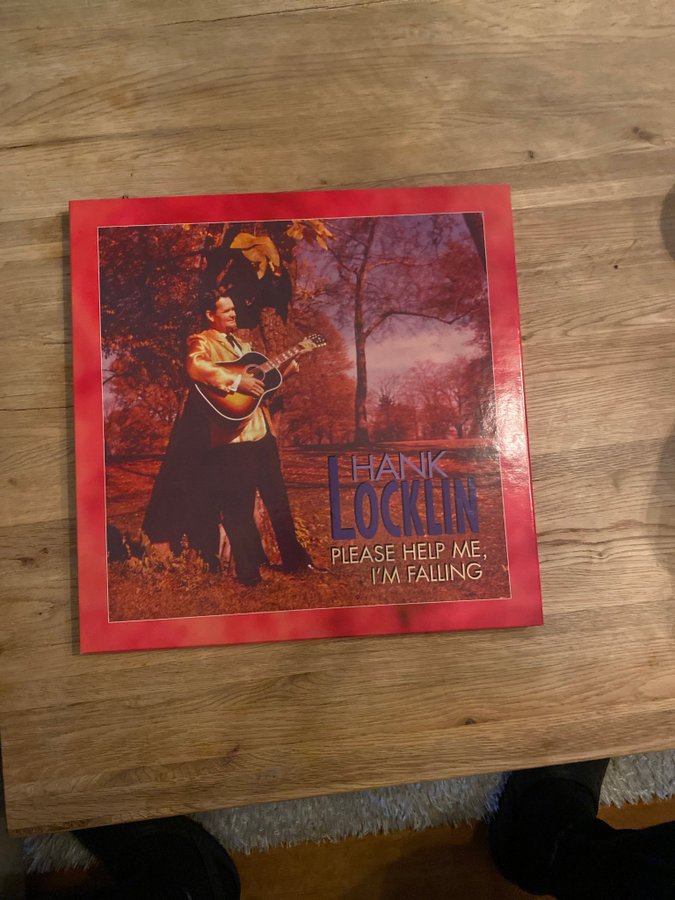 HANK
LOCKLIN
PLEASE HELP ME,
I'M FALLING